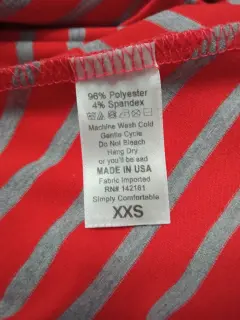 96% Polyester
4% Spandex
Machine Wash Cold
Gentle Cycle
Do Not Bleach
Hang Dry
or you'll be sad
MADE IN USA
Fabric Imported
RN# 142181
Simply Comfortable
XXS